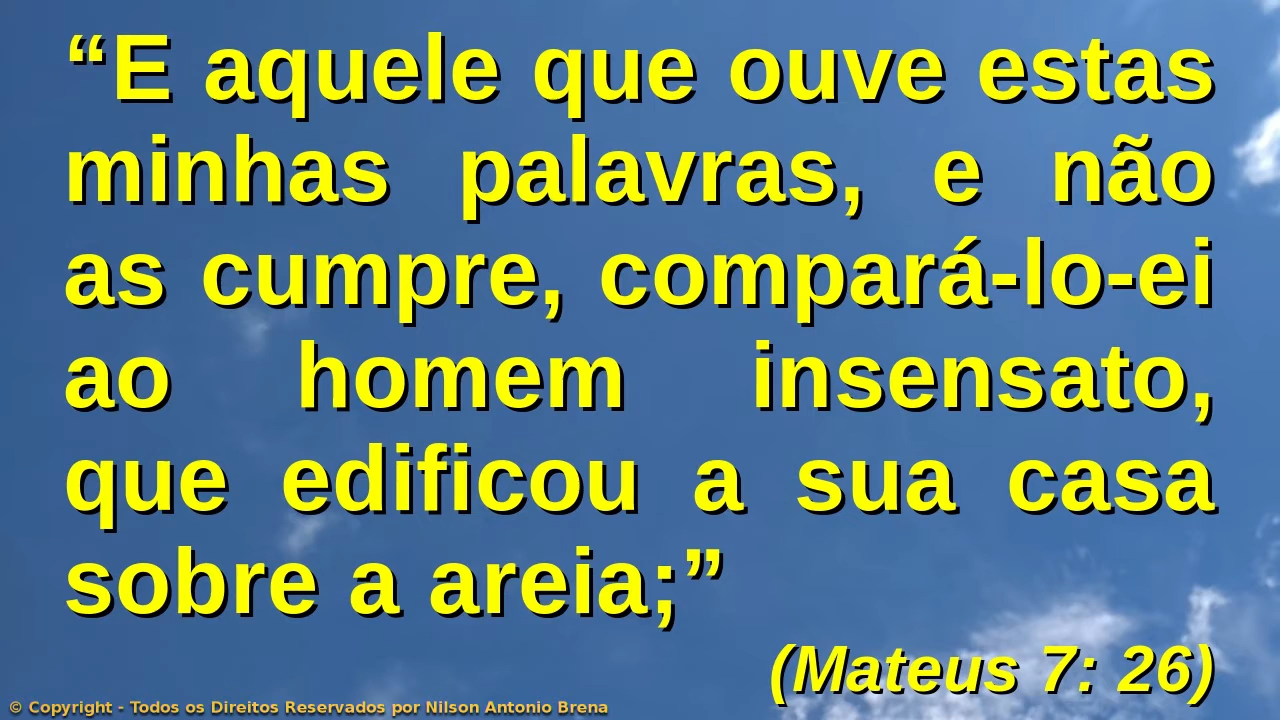 “E aquele que ouve estas
minhas palavras, e não
as cumpre, compará-lo-ei
ao homem insensato,
que edificou a sua casa
sobre a areia;”
(Mateus 7: 26)
© Copyright - Todos os Direitos Reservados por Nilson Antonio Brena